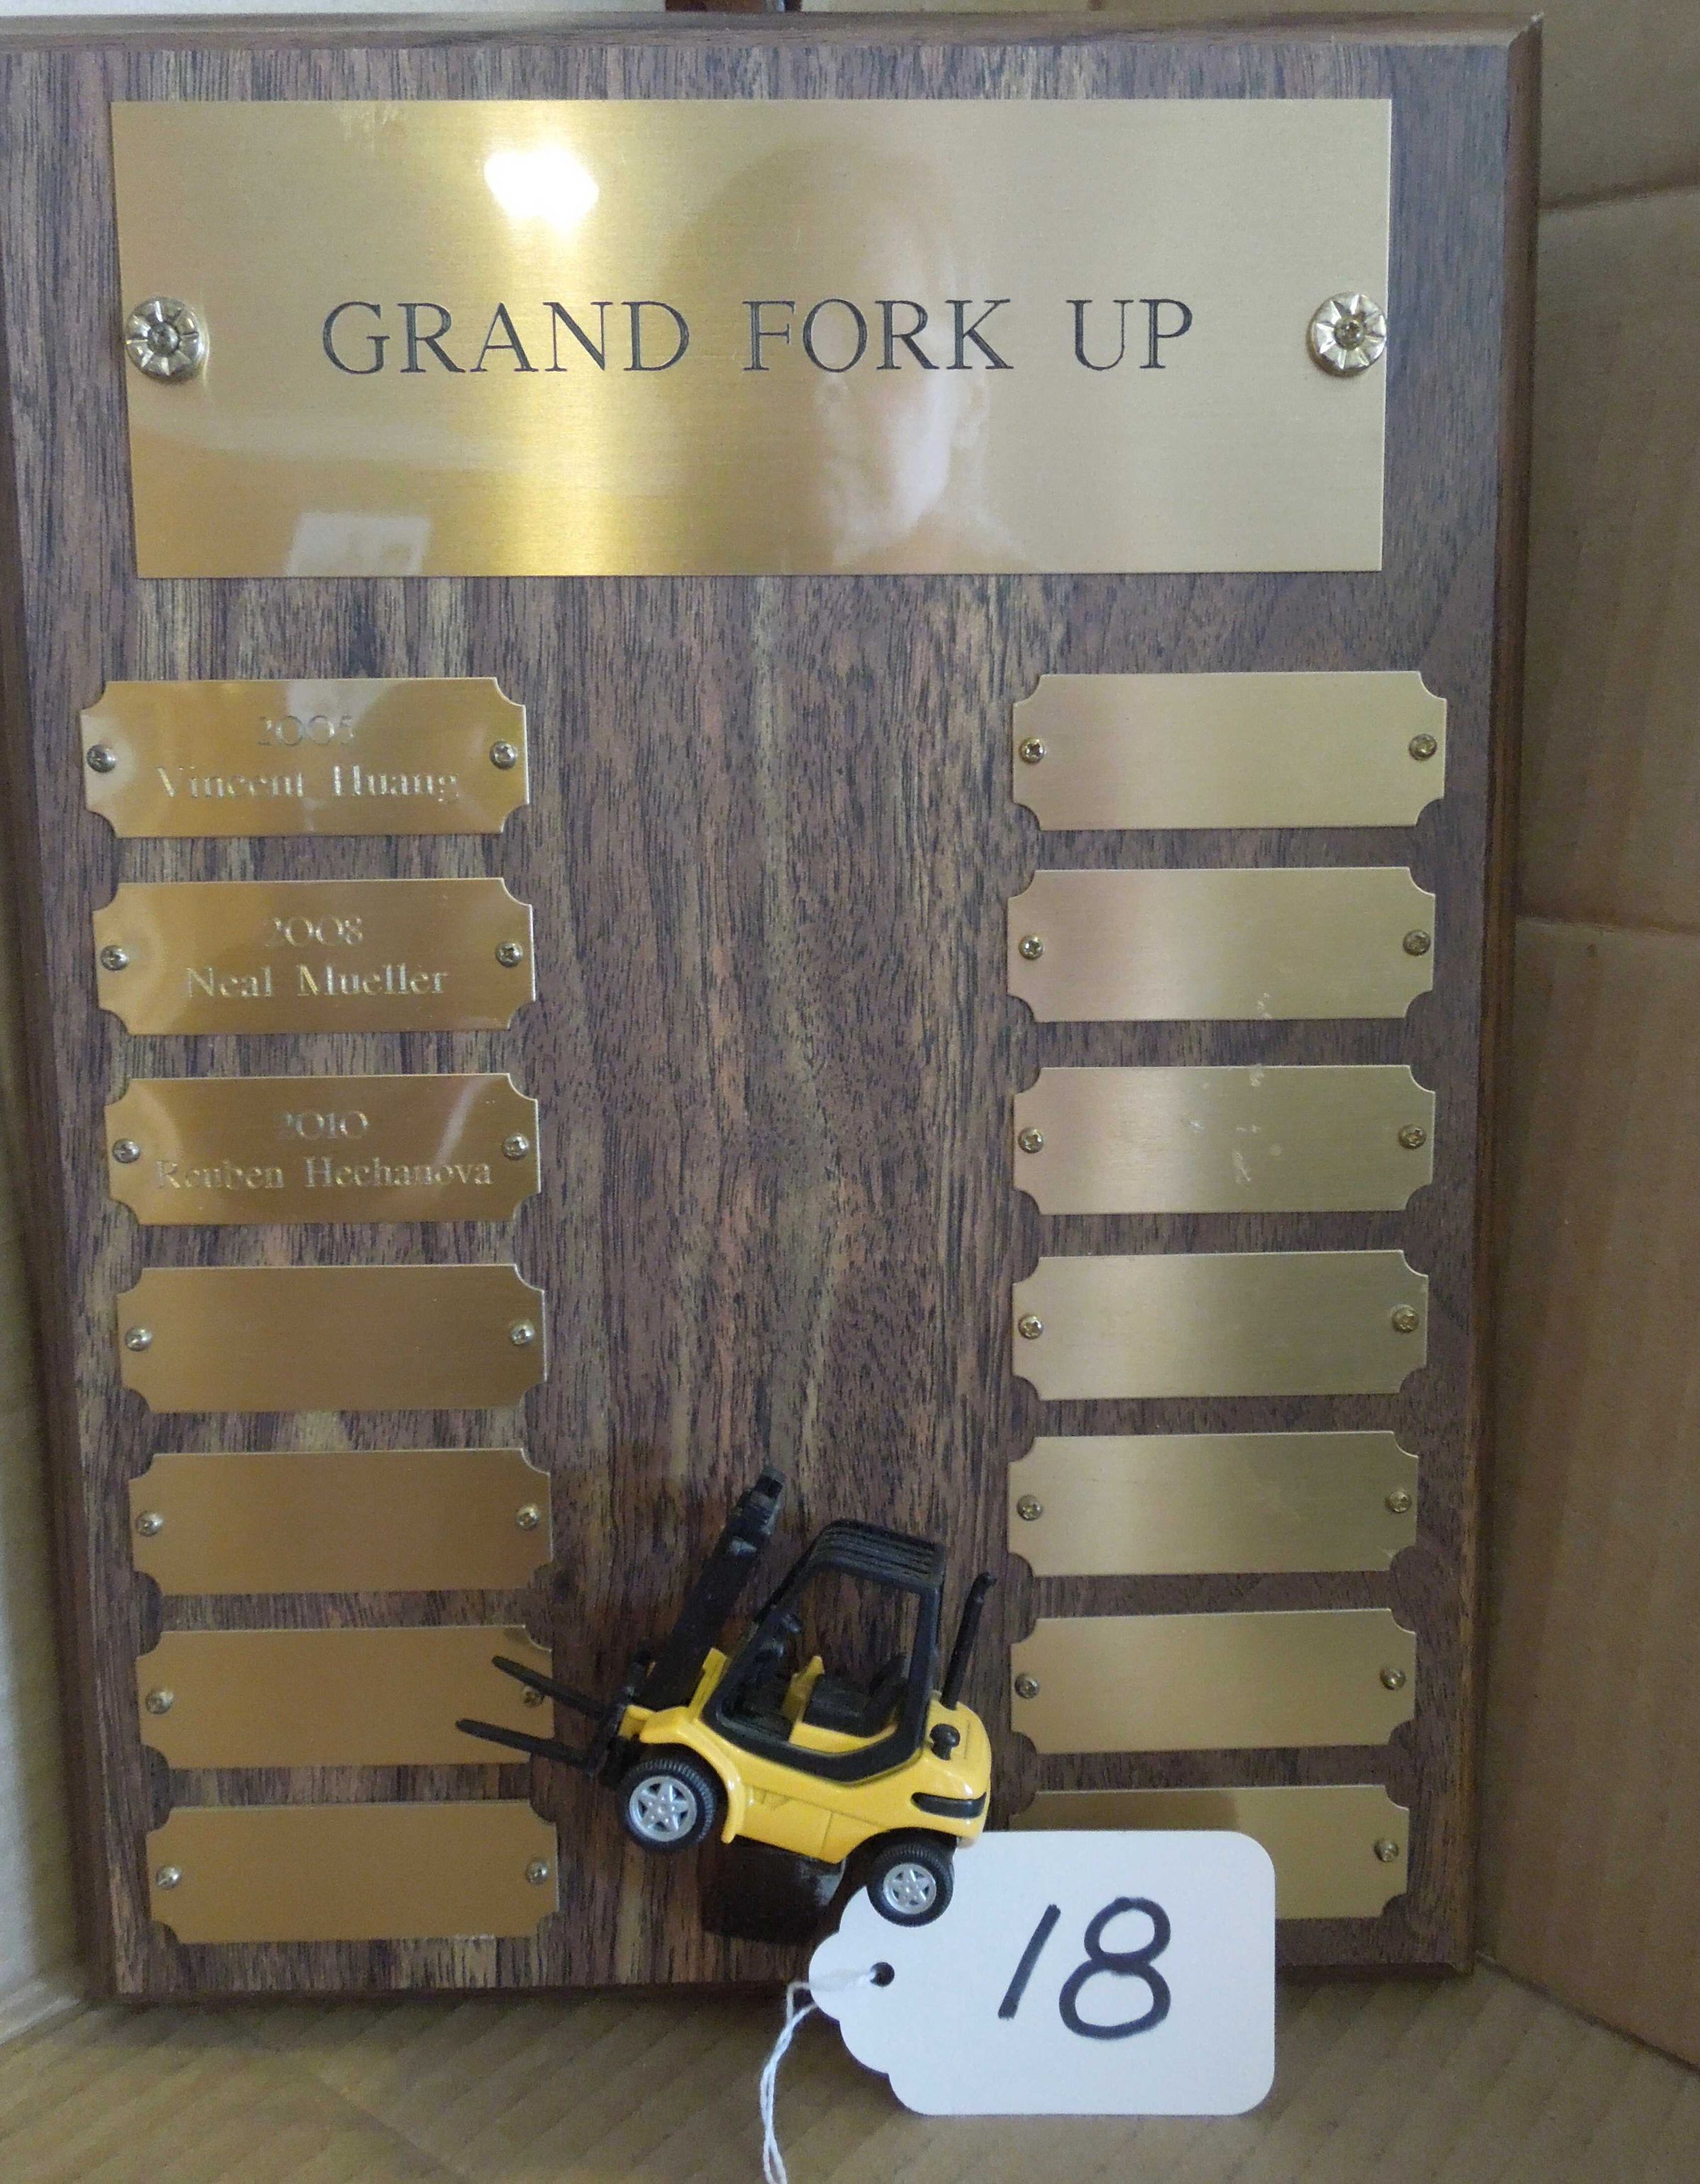 GRAND FORK UP
2005
Vincent Huang
2008
Neal Mueller
2010
Reuben Hechanova
18